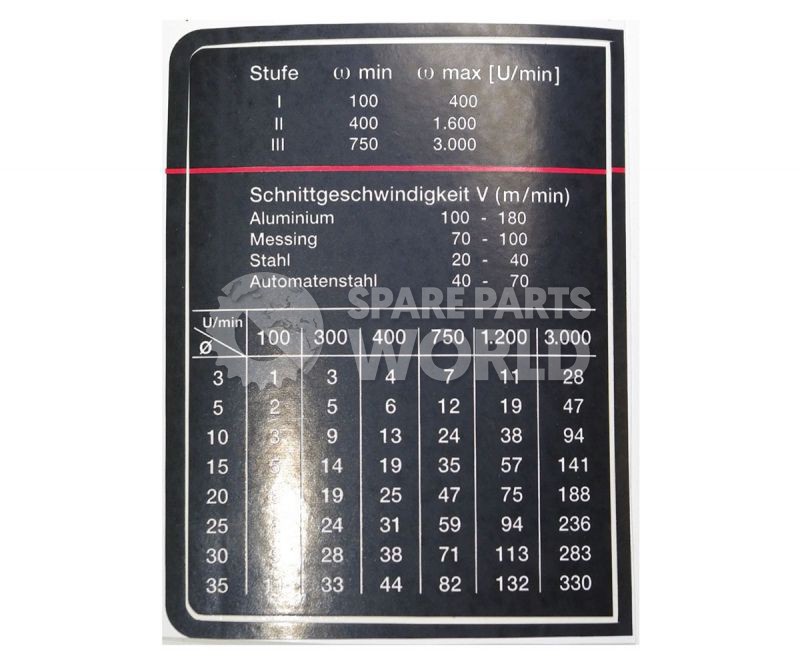 Stufe ω min ω max [U/min]
I 100 400
II 400 1.600
III 750 3.000
Schnittgeschwindigkeit V (m/min)
Aluminium 100 - 180
Messing 70 - 100
Stahl 20 - 40
Automatenstahl 40 - 70
SPARE PARTS
WORLD
U/min
Ø 100 300 400 750 1.200 3.000
3 1 3 4 7 11 28
5 2 5 6 12 19 47
10 3 9 13 24 38 94
15 5 14 19 35 57 141
20 19 25 47 75 188
25 24 31 59 94 236
30 28 38 71 113 283
35 11 33 44 82 132 330